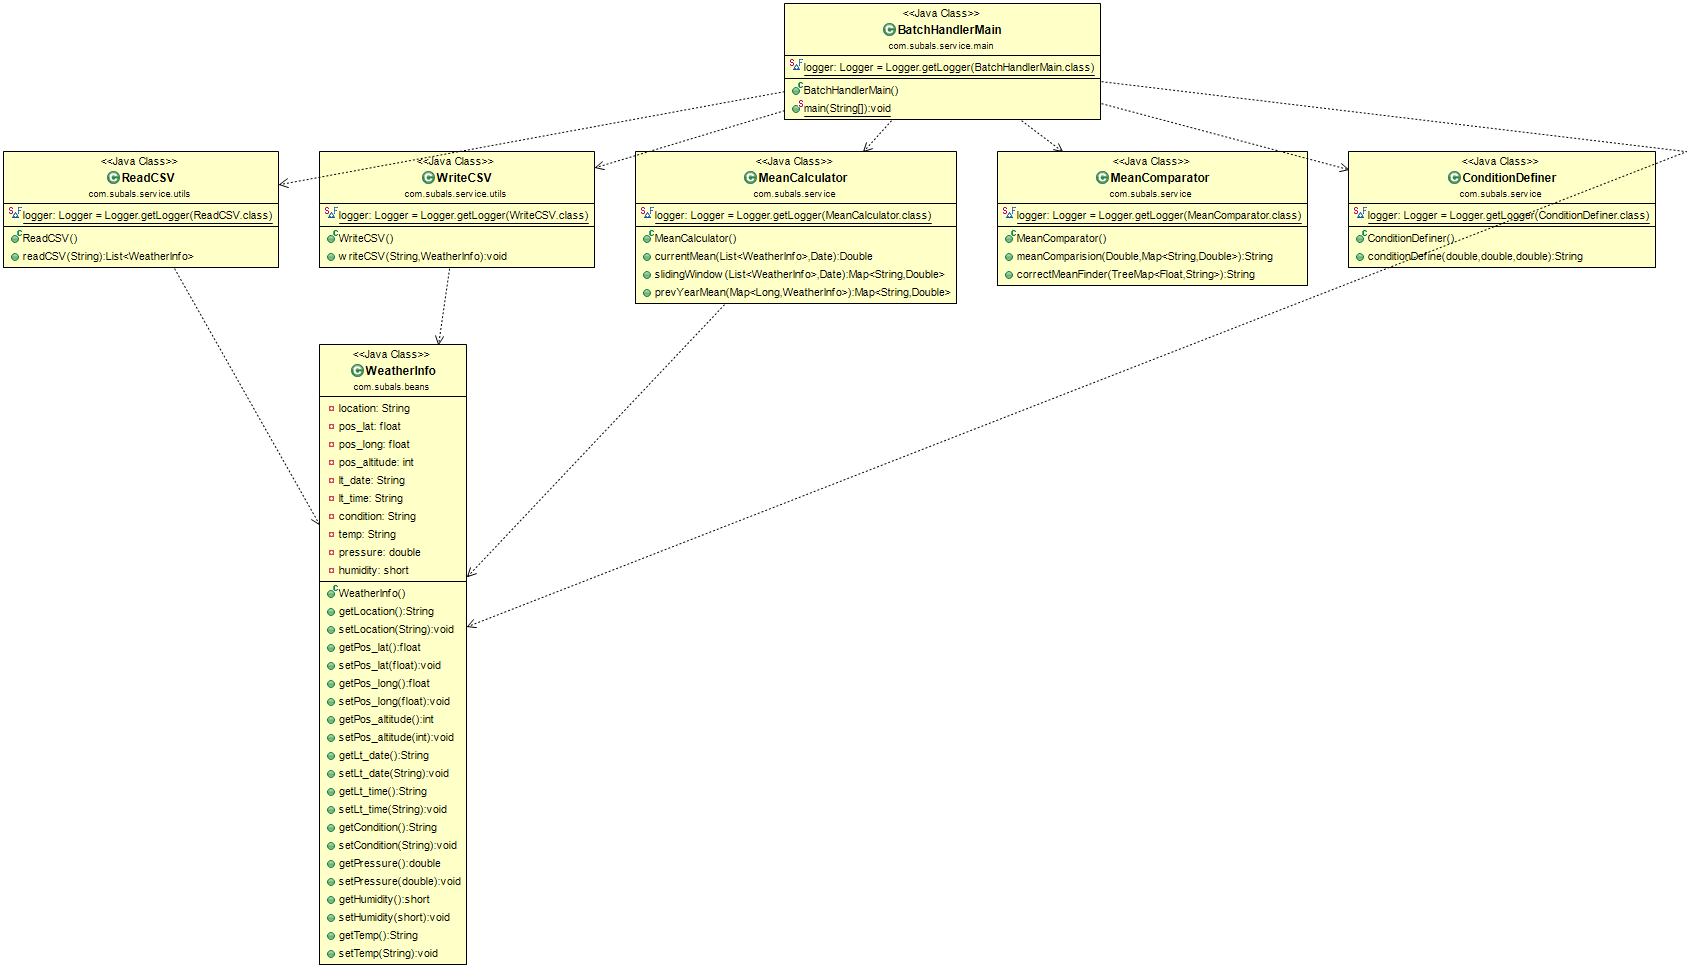 <<Java Class>>
BatchHandlerMain
com.subals.service.main
logger: Logger = Logger.getLogger(BatchHandlerMain.class)
BatchHandlerMain()
main(String[]):void
<<Java Class>>
ReadCSV
com.subals.service.utils
logger: Logger = Logger.getLogger(ReadCSV.class)
ReadCSV()
readCSV(String):List<WeatherInfo>
<<Java Class>>
WriteCSV
com.subals.service.utils
logger: Logger = Logger.getLogger(WriteCSV.class)
WriteCSV()
writeCSV(String,WeatherInfo):void
<<Java Class>>
MeanCalculator
com.subals.service
logger: Logger = Logger.getLogger(MeanCalculator.class)
MeanCalculator()
currentMean(List<WeatherInfo>,Date):Double
slidingWindow(List<WeatherInfo>,Date):Map<String,Double>
prevYearMean(Map<Long,WeatherInfo>):Map<String,Double>
<<Java Class>>
MeanComparator
com.subals.service
logger: Logger = Logger.getLogger(MeanComparator.class)
MeanComparator()
meanComparision(Double,Map<String,Double>):String
correctMeanFinder(TreeMap<Float,String>):String
<<Java Class>>
ConditionDefiner
com.subals.service
logger: Logger = Logger.getLogger(ConditionDefiner.class)
ConditionDefiner()
conditionDefine(double,double,double):String
<<Java Class>>
WeatherInfo
com.subals.beans
location: String
pos_lat: float
pos_long: float
pos_altitude: int
lt_date: String
lt_time: String
condition: String
temp: String
pressure: double
humidity: short
WeatherInfo()
getLocation():String
setLocation(String):void
getPos_lat():float
setPos_lat(float):void
getPos_long():float
setPos_long(float):void
getPos_altitude():int
setPos_altitude(int):void
getLt_date():String
setLt_date(String):void
getLt_time():String
setLt_time(String):void
getCondition():String
setCondition(String):void
getPressure():double
setPressure(double):void
getHumidity():short
setHumidity(short):void
getTemp():String
setTemp(String):void